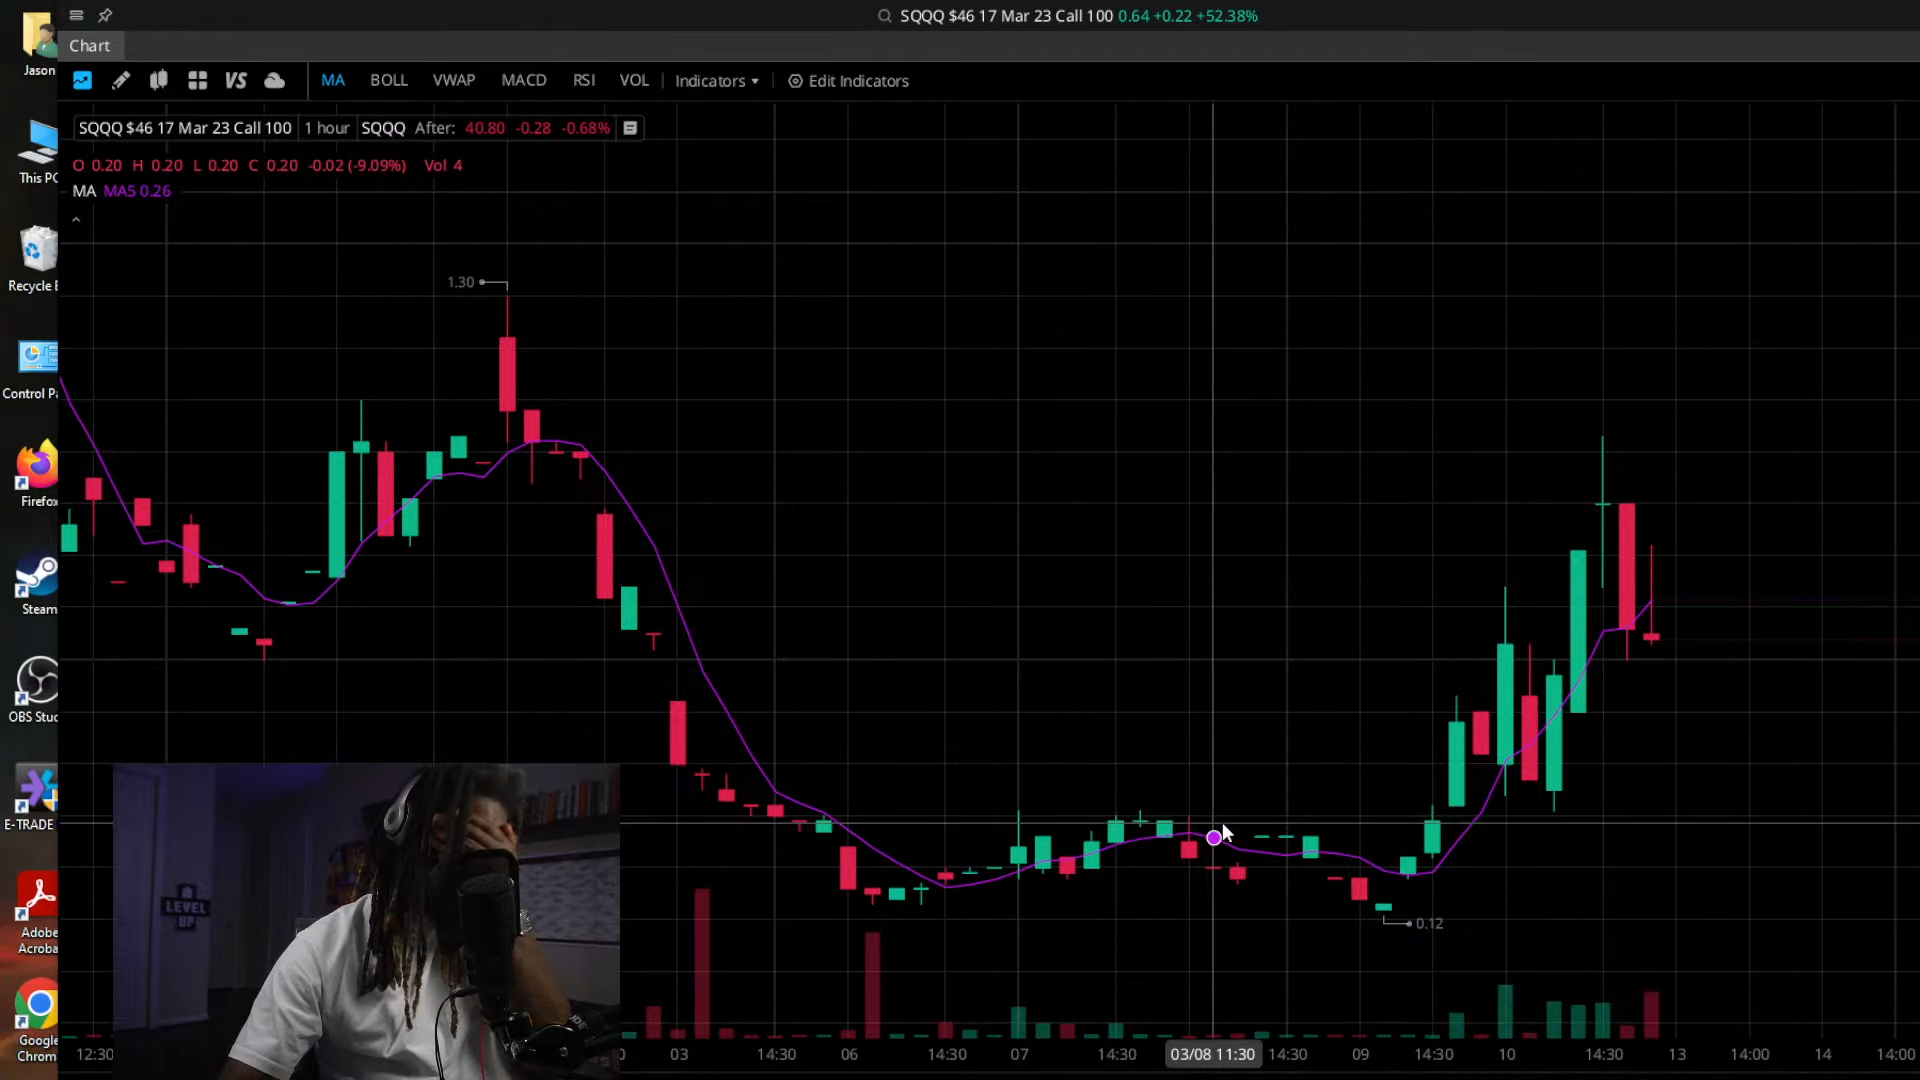 SQQQ $46 17 Mar 23 Call 100 0.64 +0.22 +52.38%
Chart
VS MA BOLL VWAP MACD RSI VOL Indicators Edit Indicators
SQQQ $46 17 Mar 23 Call 100 1 hour SQQQ After: 40.80 -0.28 -0.68%
O 0.20 H 0.20 L 0.20 C 0.20 -0.02 (-9.09%) Vol 4
MA MA5 0.26
1.30
0.12
Jason
This PC
Recycle B
Control Pa
Firefox
Steam
OBS Stud
E-TRADE
Adobe
Acroba
Google
Chrom
LEVEL
UP
12:30 03 14:30 06 14:30 07 14:30 03/08 11:30 14:30 09 14:30 10 14:30 13 14:00 14 14:00